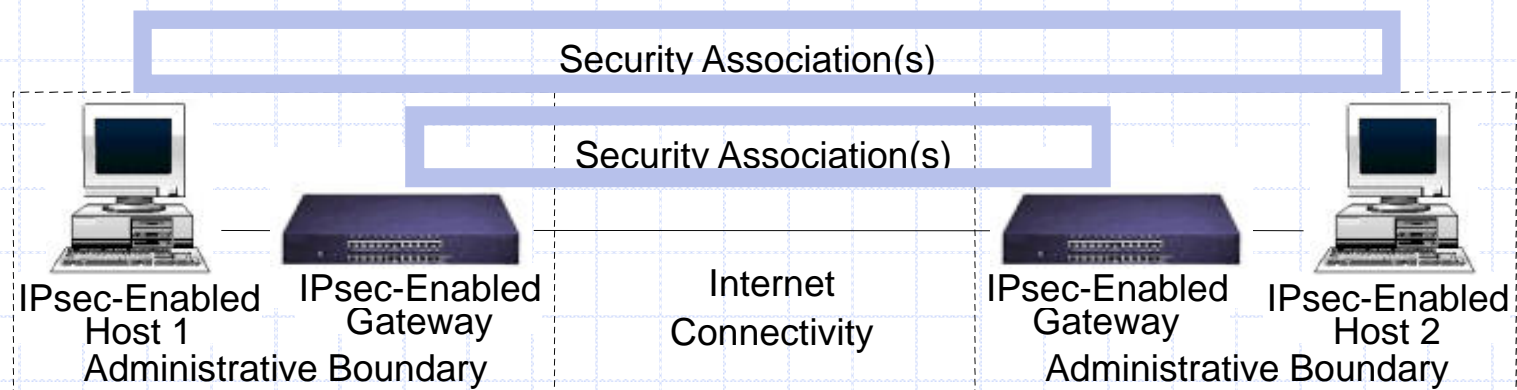 Security Association(s)
Security Association(s)
IPsec-Enabled
Host 1
IPsec-Enabled
Gateway
Internet
Connectivity
IPsec-Enabled
Gateway
IPsec-Enabled
Host 2
Administrative Boundary
Administrative Boundary